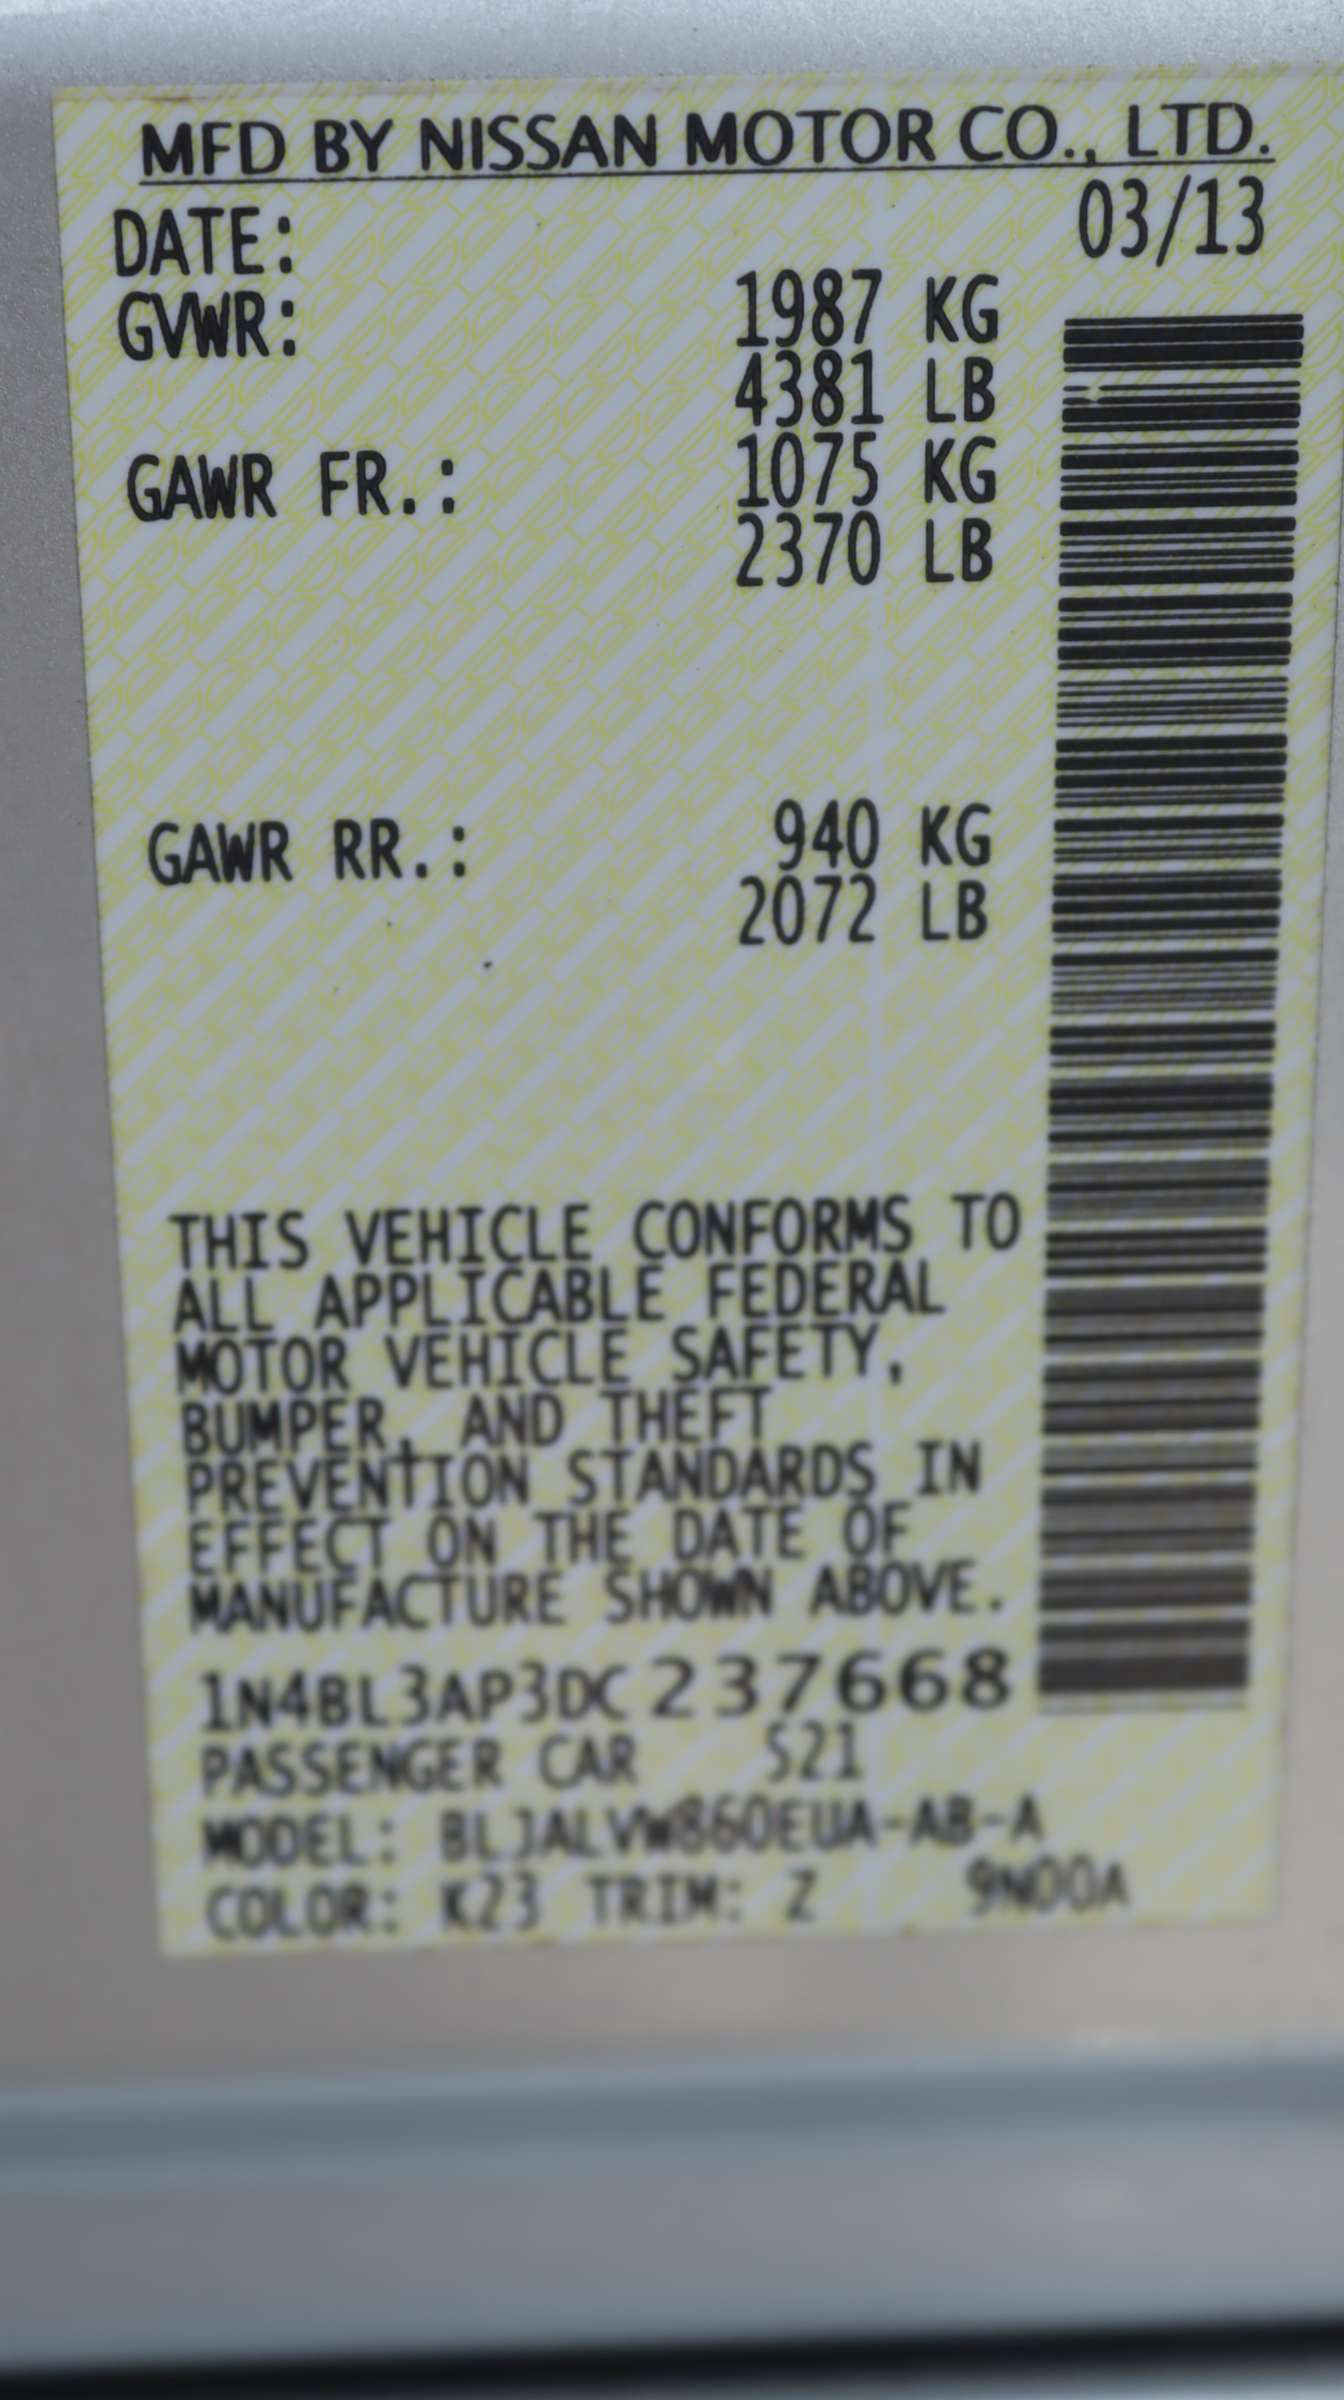 MFD BY NISSAN MOTOR CO., LTD.
DATE: 03/13
GVWR: 1987 KG
4381 LB
GAWR FR.: 1075 KG
2370 LB
GAWR RR.: 940 KG
2072 LB
THIS VEHICLE CONFORMS TO
ALL APPLICABLE FEDERAL
MOTOR VEHICLE SAFETY,
BUMPER, AND THEFT
PREVENTION STANDARDS IN
EFFECT ON THE DATE OF
MANUFACTURE SHOWN ABOVE.
1N4BL3AP3DC237668
PASSENGER CAR 521
MODEL: BLJALVW860EUA-AB-A
COLOR: K23 TRIM: Z 9N00A